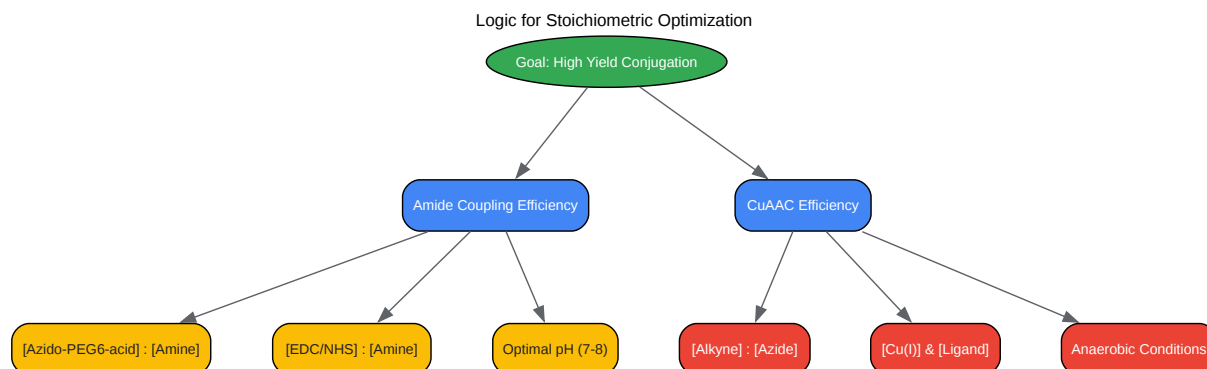 Logic for Stoichiometric Optimization
Goal: High Yield Conjugation
Amide Coupling Efficiency
CuAAC Efficiency
[Azido-PEG6-acid] : [Amine]
[EDC/NHS] : [Amine]
Optimal pH (7-8)
[Alkyne] : [Azide]
[Cu(I)] & [Ligand]
Anaerobic Conditions